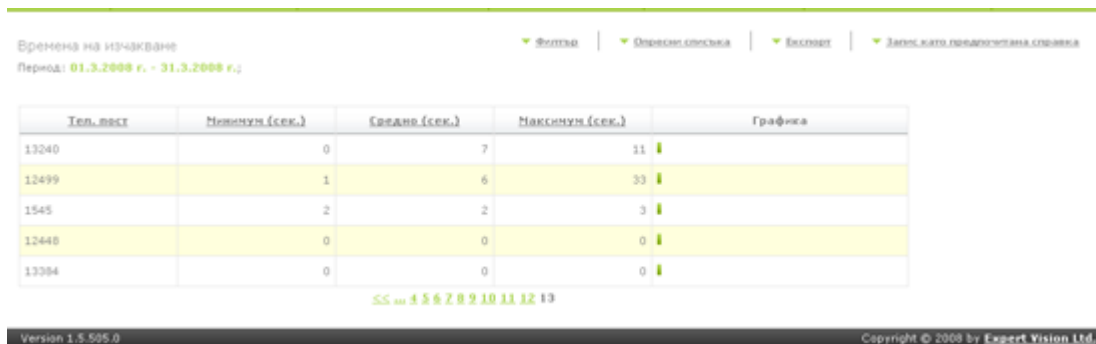 Времена на изчакване
Филтър Опресни списъка Експорт Запис като предпочитана справка
Период: 01.3.2008 г. - 31.3.2008 г.;
Тел. пост Минимум (сек.) Средно (сек.) Максимум (сек.) Графика
13240 0 7 11
12499 1 6 33
1545 2 2 3
12448 0 0 0
13384 0 0 0
<< ... 4 5 6 7 8 9 10 11 12 13
Version 1.5.505.0 Copyright © 2008 by Expert Vision Ltd.